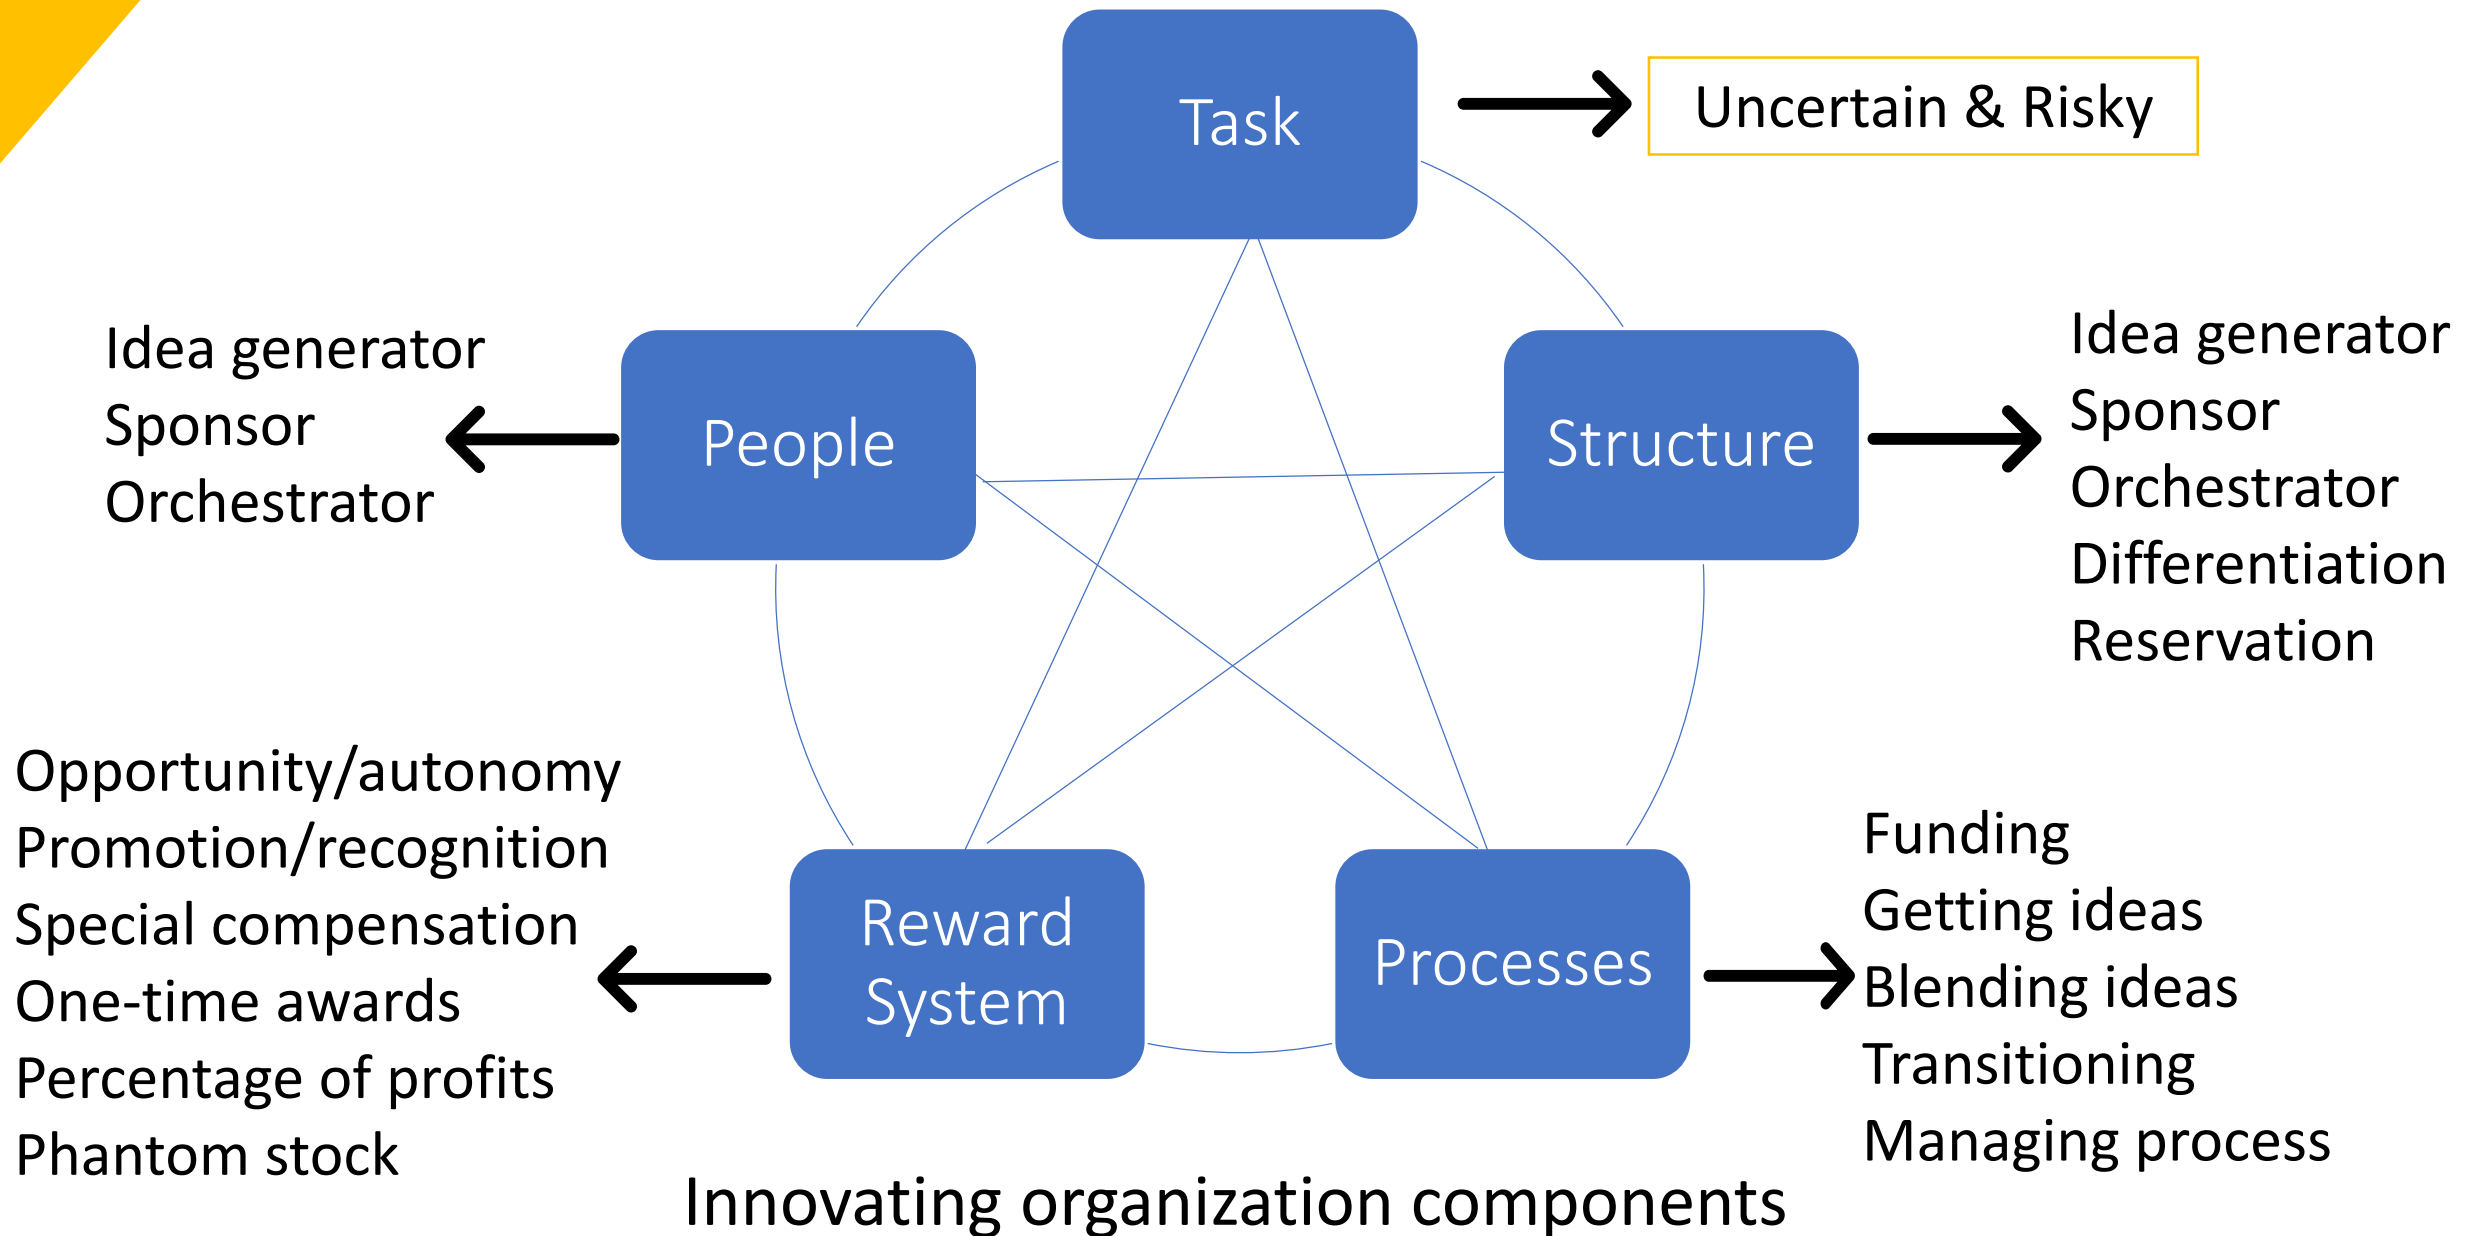 Task
Uncertain & Risky
People
Idea generator
Sponsor
Orchestrator
Structure
Idea generator
Sponsor
Orchestrator
Differentiation
Reservation
Reward
System
Opportunity/autonomy
Promotion/recognition
Special compensation
One-time awards
Percentage of profits
Phantom stock
Processes
Funding
Getting ideas
Blending ideas
Transitioning
Managing process
Innovating organization components